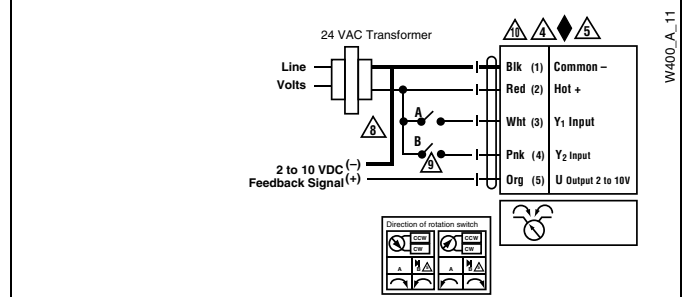 W400_A_11
24 VAC Transformer
10 4 5
Line
Volts
Blk (1) Common –
Red (2) Hot +
A
Wht (3) Y1 Input
8
B
9
Pnk (4) Y2 Input
2 to 10 VDC (–)
Feedback Signal (+)
Org (5) U Output 2 to 10V
Direction of rotation switch
CCW CCW
CW CW
A B A B